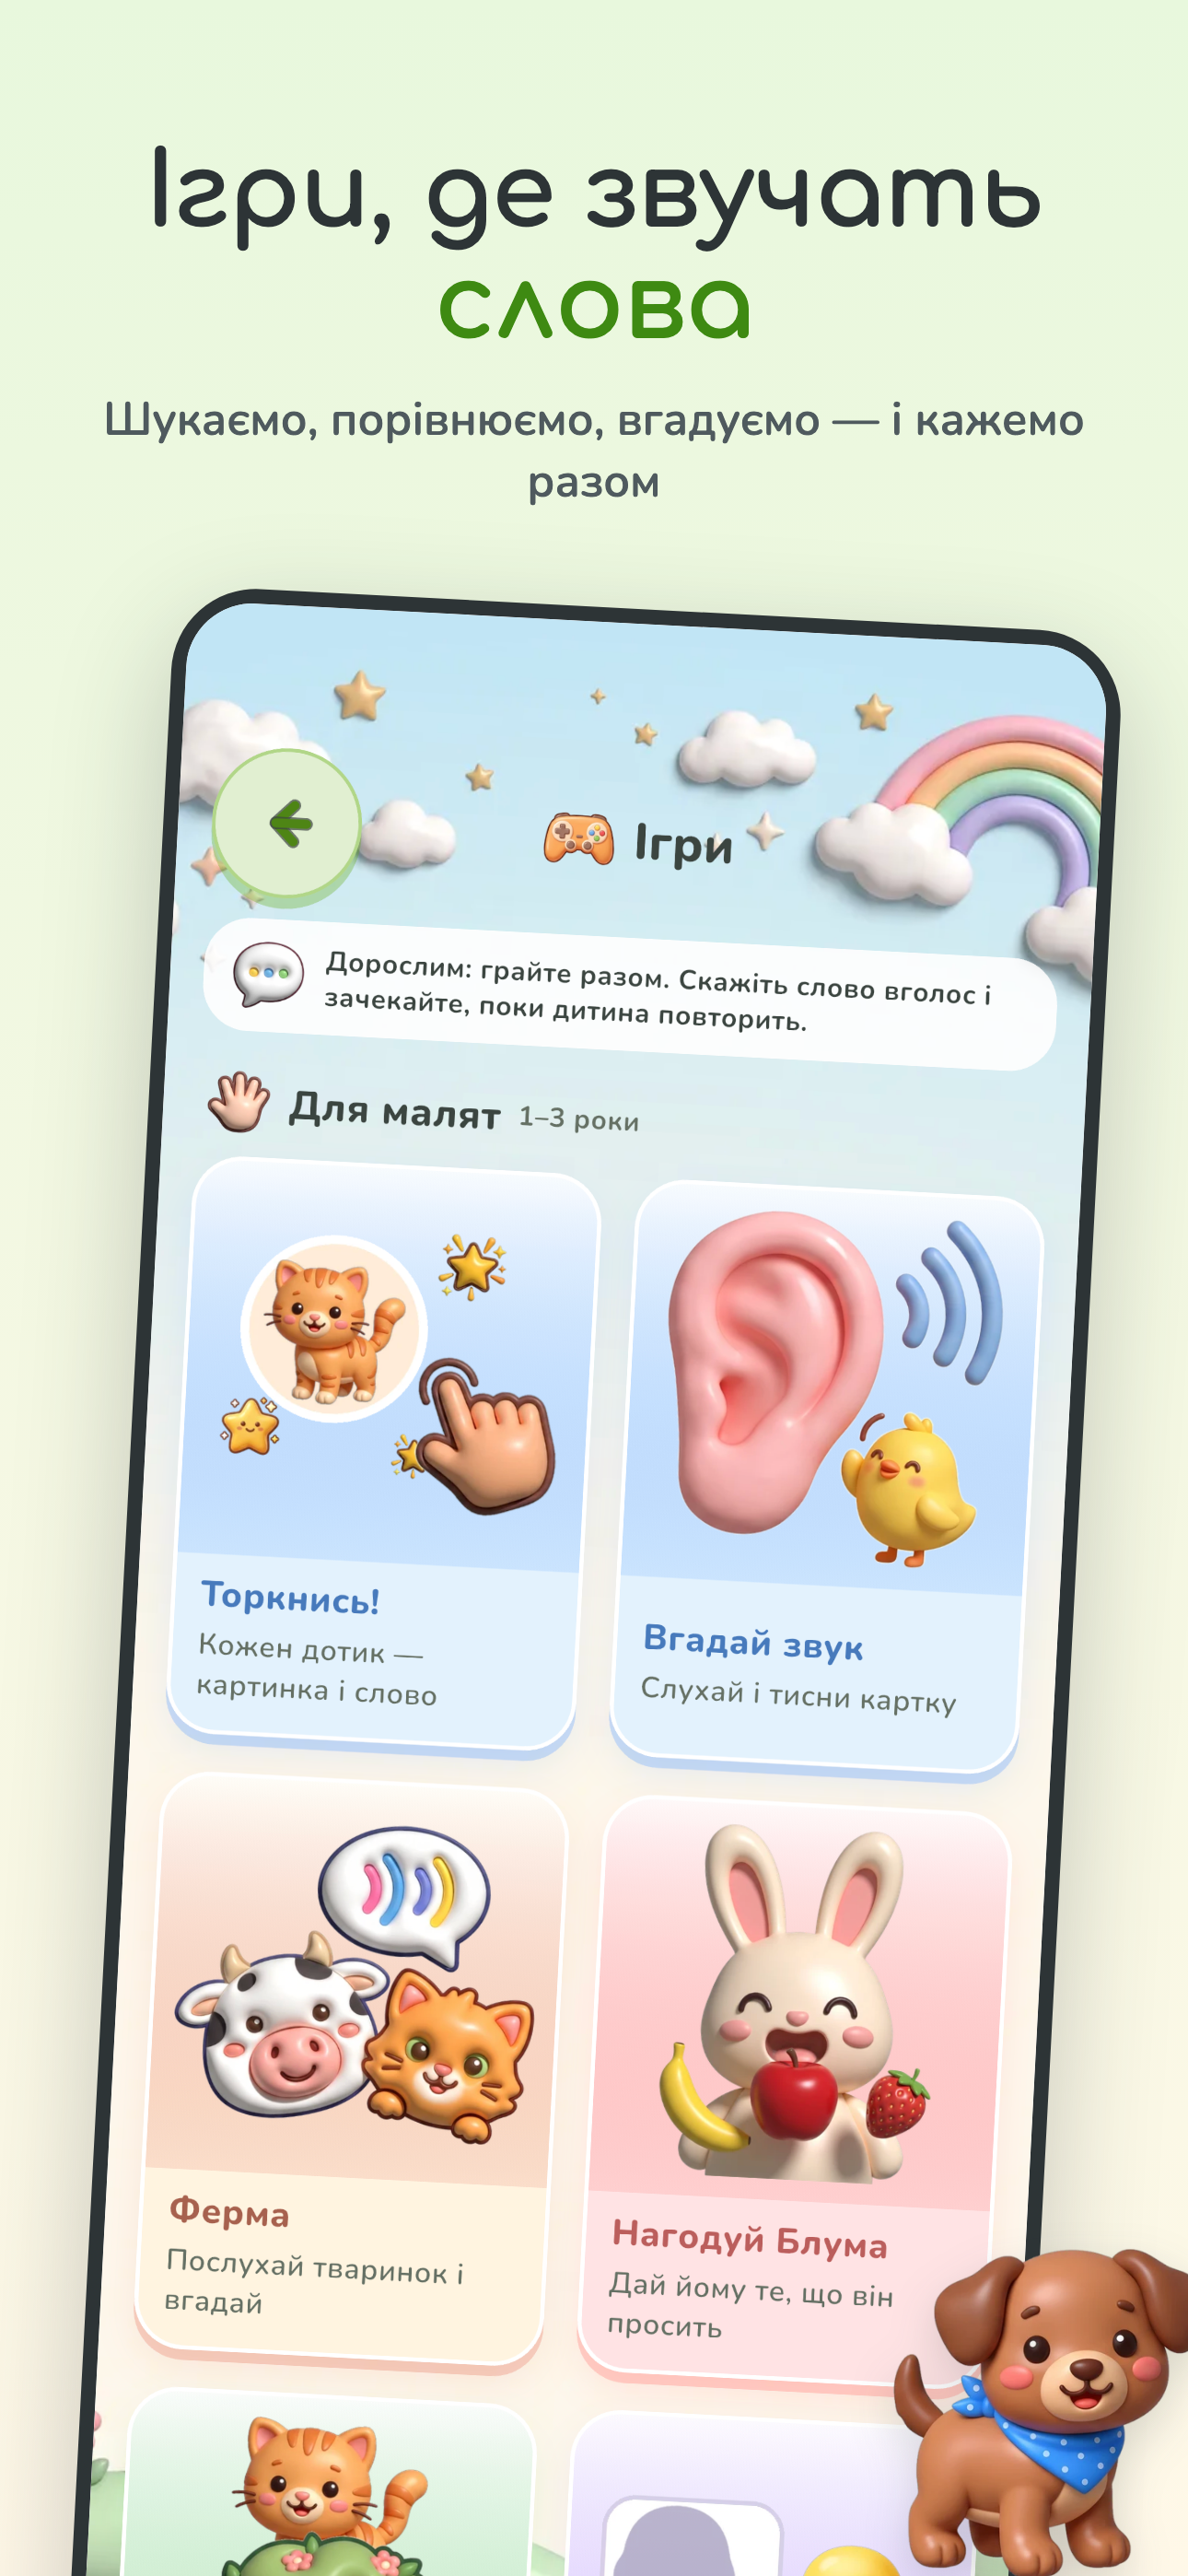 Ігри, де звучать
слова
Шукаємо, порівнюємо, вгадуємо — і кажемо
разом
Ігри
Дорослим: грайте разом. Скажіть слово вголос і
зачекайте, поки дитина повторить.
Для малят 1–3 роки
Торкнись!
Кожен дотик —
картинка і слово
Вгадай звук
Слухай і тисни картку
Ферма
Послухай тваринок і
вгадай
Нагодуй Блума
Дай йому те, що він
просить